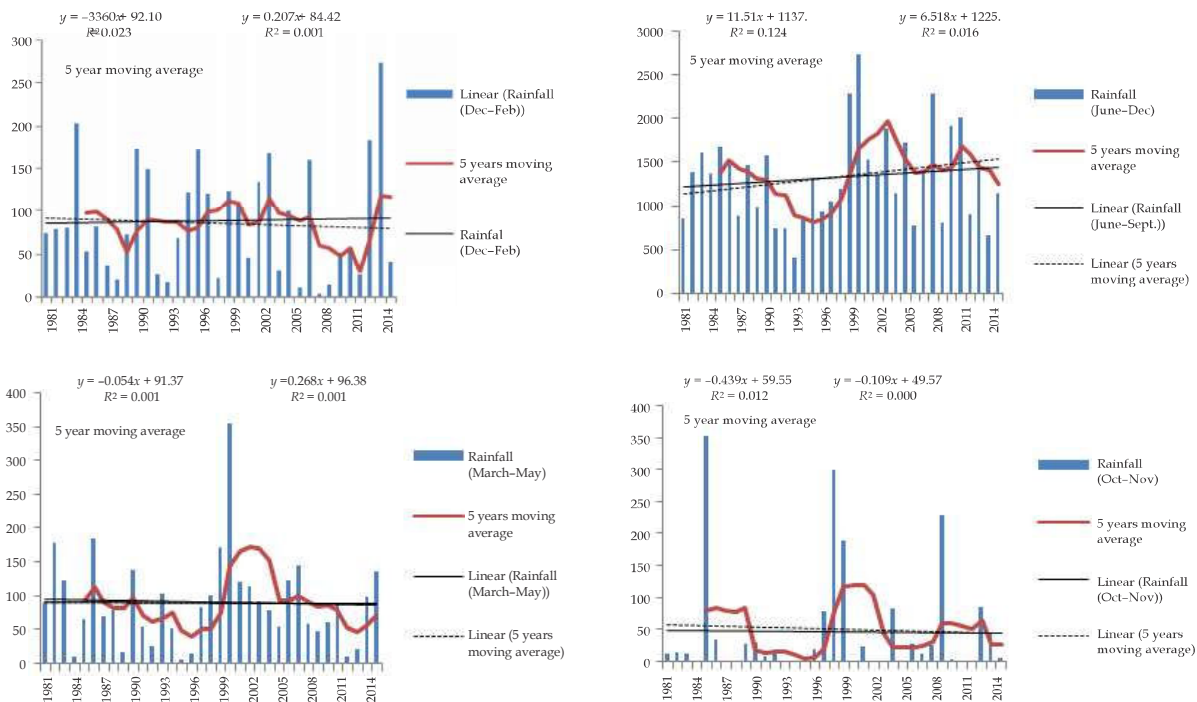 y = −3360x+ 92.10
R2 0.023
y = 0.207x+ 84.42
R2 = 0.001
5 year moving average
300
250
200
150
100
50
0
1981
1984
1987
1990
1993
1996
1999
2002
2005
2008
2011
2014
Linear (Rainfall
(Dec–Feb))
5 years moving
average
Rainfal
(Dec–Feb)
y = 11.51x + 1137.
R2 = 0.124
y = 6.518x + 1225.
R2 = 0.016
5 year moving average
3000
2500
2000
1500
1000
500
0
1981
1984
1987
1990
1993
1996
1999
2002
2005
2008
2011
2014
Rainfall
(June–Dec)
5 years moving
average
Linear (Rainfall
(June–Sept.))
Linear (5 years
moving average)
y = −0.054x + 91.37
R2 = 0.001
y =0.268x + 96.38
R2 = 0.001
5 year moving average
400
350
300
250
200
150
100
50
0
1981
1984
1987
1990
1993
1996
1999
2002
2005
2008
2011
2014
Rainfall
(March–May)
5 years moving
average
Linear (Rainfall
(March–May))
Linear (5 years
moving average)
y = −0.439x + 59.55
R2 = 0.012
y = −0.109x + 49.57
R2 = 0.000
5 year moving average
400
350
300
250
200
150
100
50
0
1981
1984
1987
1990
1993
1996
1999
2002
2005
2008
2011
2014
Rainfall
(Oct–Nov)
5 years moving
average
Linear (Rainfall
(Oct–Nov))
Linear (5 years
moving average)